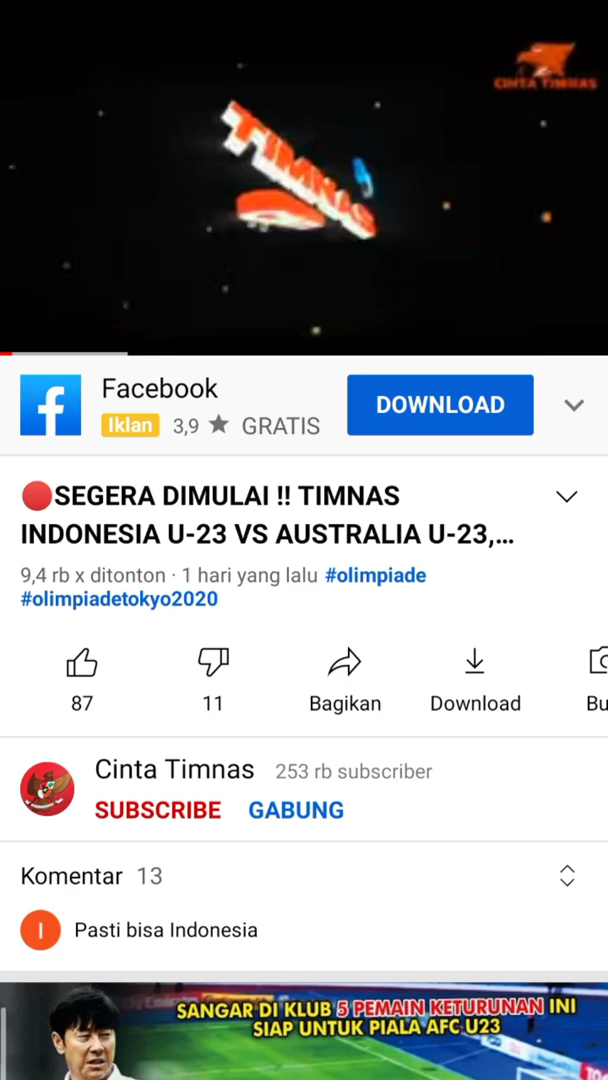 CINTA TIMNAS
TIMNAS
Facebook
Iklan 3,9 ★ GRATIS
DOWNLOAD
🔴SEGERA DIMULAI !! TIMNAS
INDONESIA U-23 VS AUSTRALIA U-23,...
9,4 rb x ditonton · 1 hari yang lalu #olimpiade
#olimpiadetokyo2020
87
11
Bagikan
Download
Bu
Cinta Timnas 253 rb subscriber
SUBSCRIBE GABUNG
Komentar 13
I Pasti bisa Indonesia
SANGAR DI KLUB 5 PEMAIN KETURUNAN INI
SIAP UNTUK PIALA AFC U23